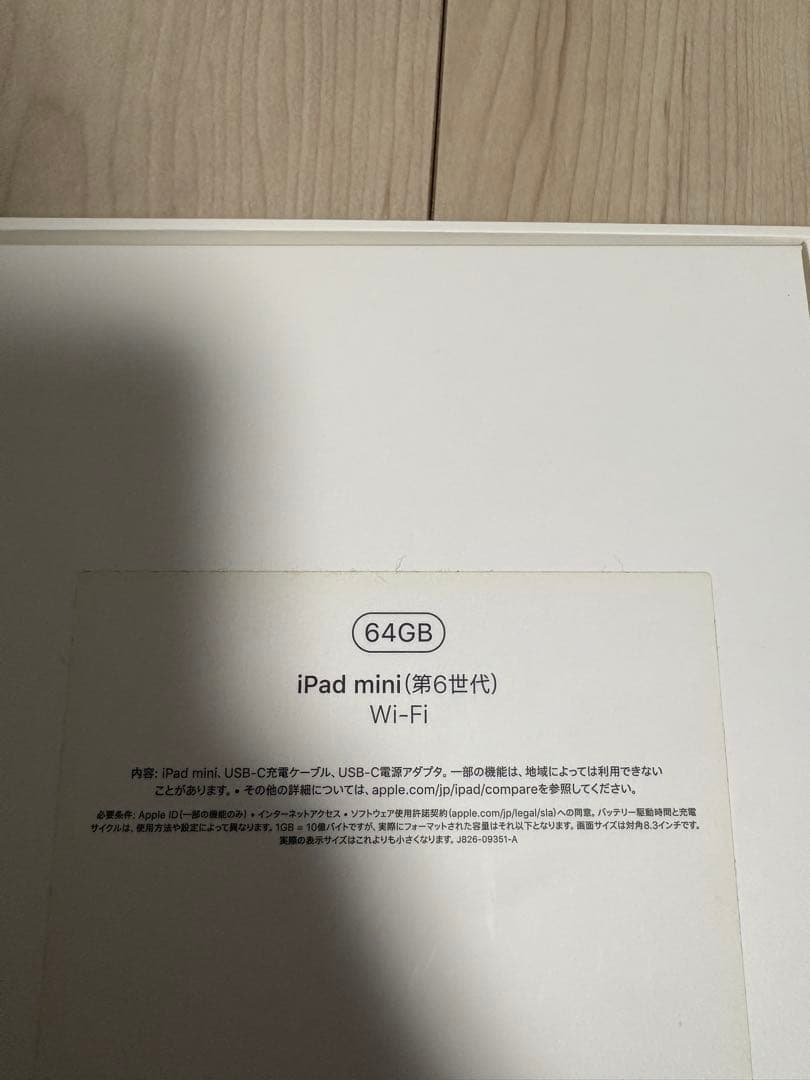 64GB
iPad mini(第6世代)
Wi-Fi
内容: iPad mini、USB-C充電ケーブル、USB-C電源アダプタ。一部の機能は、地域によっては利用できない
ことがあります。• その他の詳細については、apple.com/jp/ipad/compareを参照してください。
必要条件: Apple ID(一部の機能のみ) • インターネットアクセス • ソフトウェア使用許諾契約(apple.com/jp/legal/sla)への同意。バッテリー駆動時間と充電
サイクルは、使用方法や設定によって異なります。1GB = 10億バイトですが、実際にフォーマットされた容量はそれ以下となります。画面サイズは対角8.3インチです。
実際の表示サイズはこれよりも小さくなります。J826-09351-A